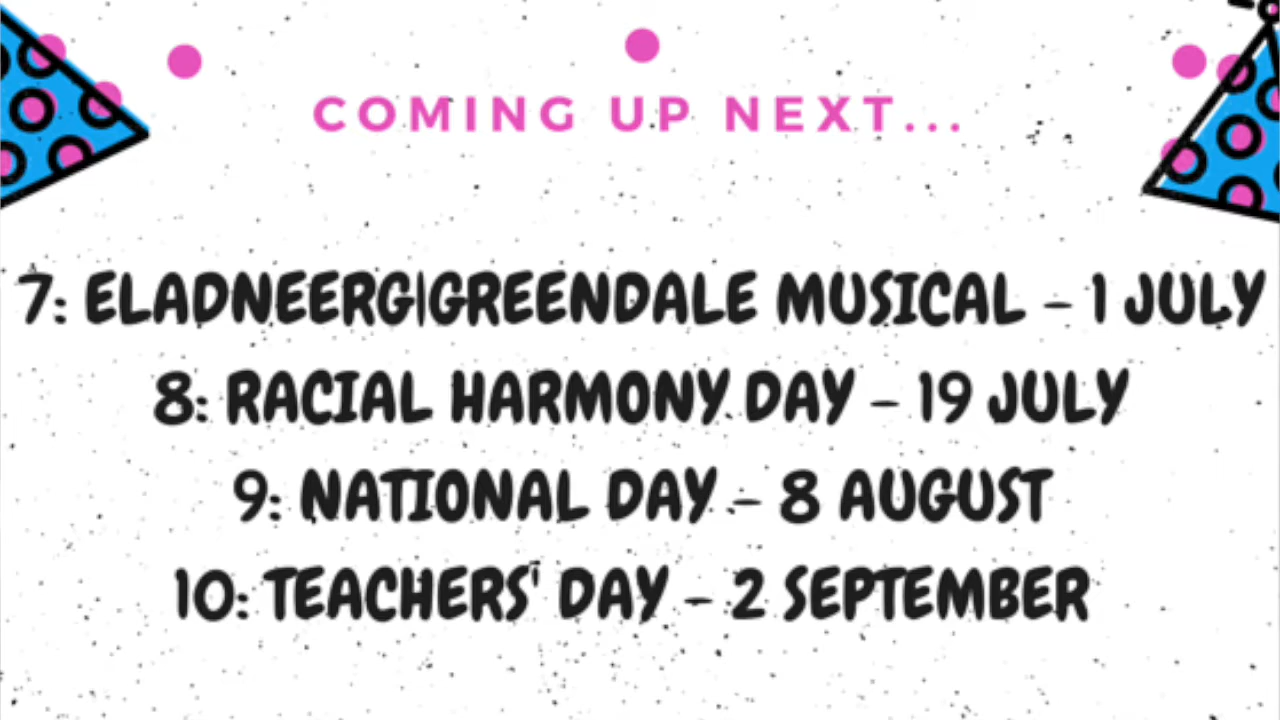 COMING UP NEXT...
7: ELADNEERG|GREENDALE MUSICAL - 1 JULY
8: RACIAL HARMONY DAY - 19 JULY
9: NATIONAL DAY - 8 AUGUST
10: TEACHERS' DAY - 2 SEPTEMBER